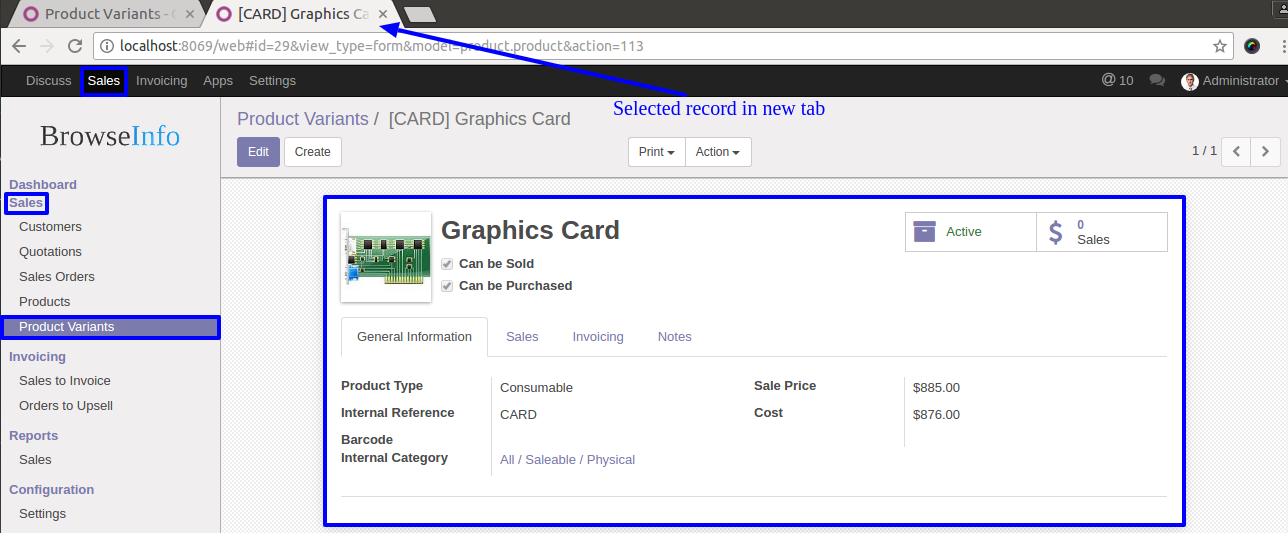 Product Variants - O
[CARD] Graphics Ca
localhost:8069/web#id=29&view_type=form&model=product.product&action=113
Discuss Sales Invoicing Apps Settings @ 10 Administrator
Selected record in new tab
BrowseInfo
Product Variants / [CARD] Graphics Card
Edit Create Print Action 1 / 1
Dashboard
Sales
Customers
Quotations
Sales Orders
Products
Product Variants
Invoicing
Sales to Invoice
Orders to Upsell
Reports
Sales
Configuration
Settings
Graphics Card
Can be Sold
Can be Purchased
Active
0
Sales
General Information Sales Invoicing Notes
Product Type Consumable
Internal Reference CARD
Barcode
Internal Category All / Saleable / Physical
Sale Price $885.00
Cost $876.00